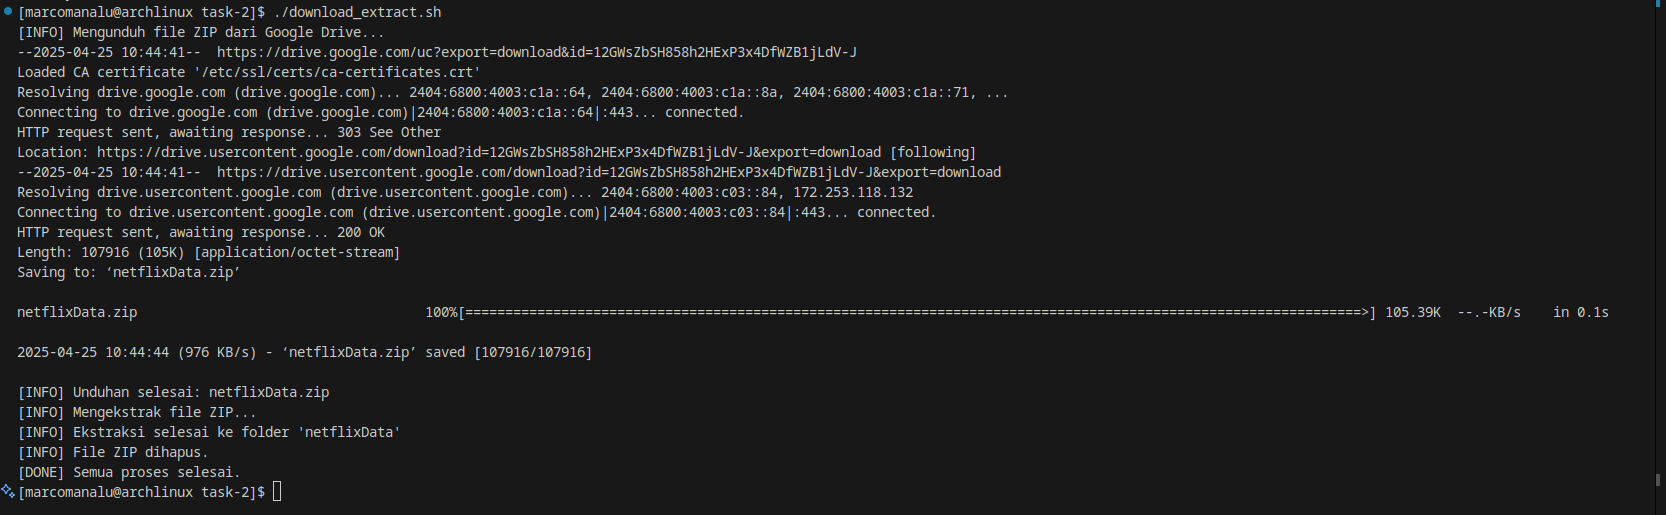 [marcomanalu@archlinux task-2]$ ./download_extract.sh
[INFO] Mengunduh file ZIP dari Google Drive...
--2025-04-25 10:44:41--  https://drive.google.com/uc?export=download&id=12GWsZbSH858h2HExP3x4DfWZB1jLdV-J
Loaded CA certificate '/etc/ssl/certs/ca-certificates.crt'
Resolving drive.google.com (drive.google.com)... 2404:6800:4003:c1a::64, 2404:6800:4003:c1a::8a, 2404:6800:4003:c1a::71, ...
Connecting to drive.google.com (drive.google.com)|2404:6800:4003:c1a::64|:443... connected.
HTTP request sent, awaiting response... 303 See Other
Location: https://drive.usercontent.google.com/download?id=12GWsZbSH858h2HExP3x4DfWZB1jLdV-J&export=download [following]
--2025-04-25 10:44:41--  https://drive.usercontent.google.com/download?id=12GWsZbSH858h2HExP3x4DfWZB1jLdV-J&export=download
Resolving drive.usercontent.google.com (drive.usercontent.google.com)... 2404:6800:4003:c03::84, 172.253.118.132
Connecting to drive.usercontent.google.com (drive.usercontent.google.com)|2404:6800:4003:c03::84|:443... connected.
HTTP request sent, awaiting response... 200 OK
Length: 107916 (105K) [application/octet-stream]
Saving to: ‘netflixData.zip’
netflixData.zip 100%[================================================================================================================>] 105.39K --.-KB/s in 0.1s
2025-04-25 10:44:44 (976 KB/s) - ‘netflixData.zip’ saved [107916/107916]
[INFO] Unduhan selesai: netflixData.zip
[INFO] Mengekstrak file ZIP...
[INFO] Ekstraksi selesai ke folder 'netflixData'
[INFO] File ZIP dihapus.
[DONE] Semua proses selesai.
[marcomanalu@archlinux task-2]$